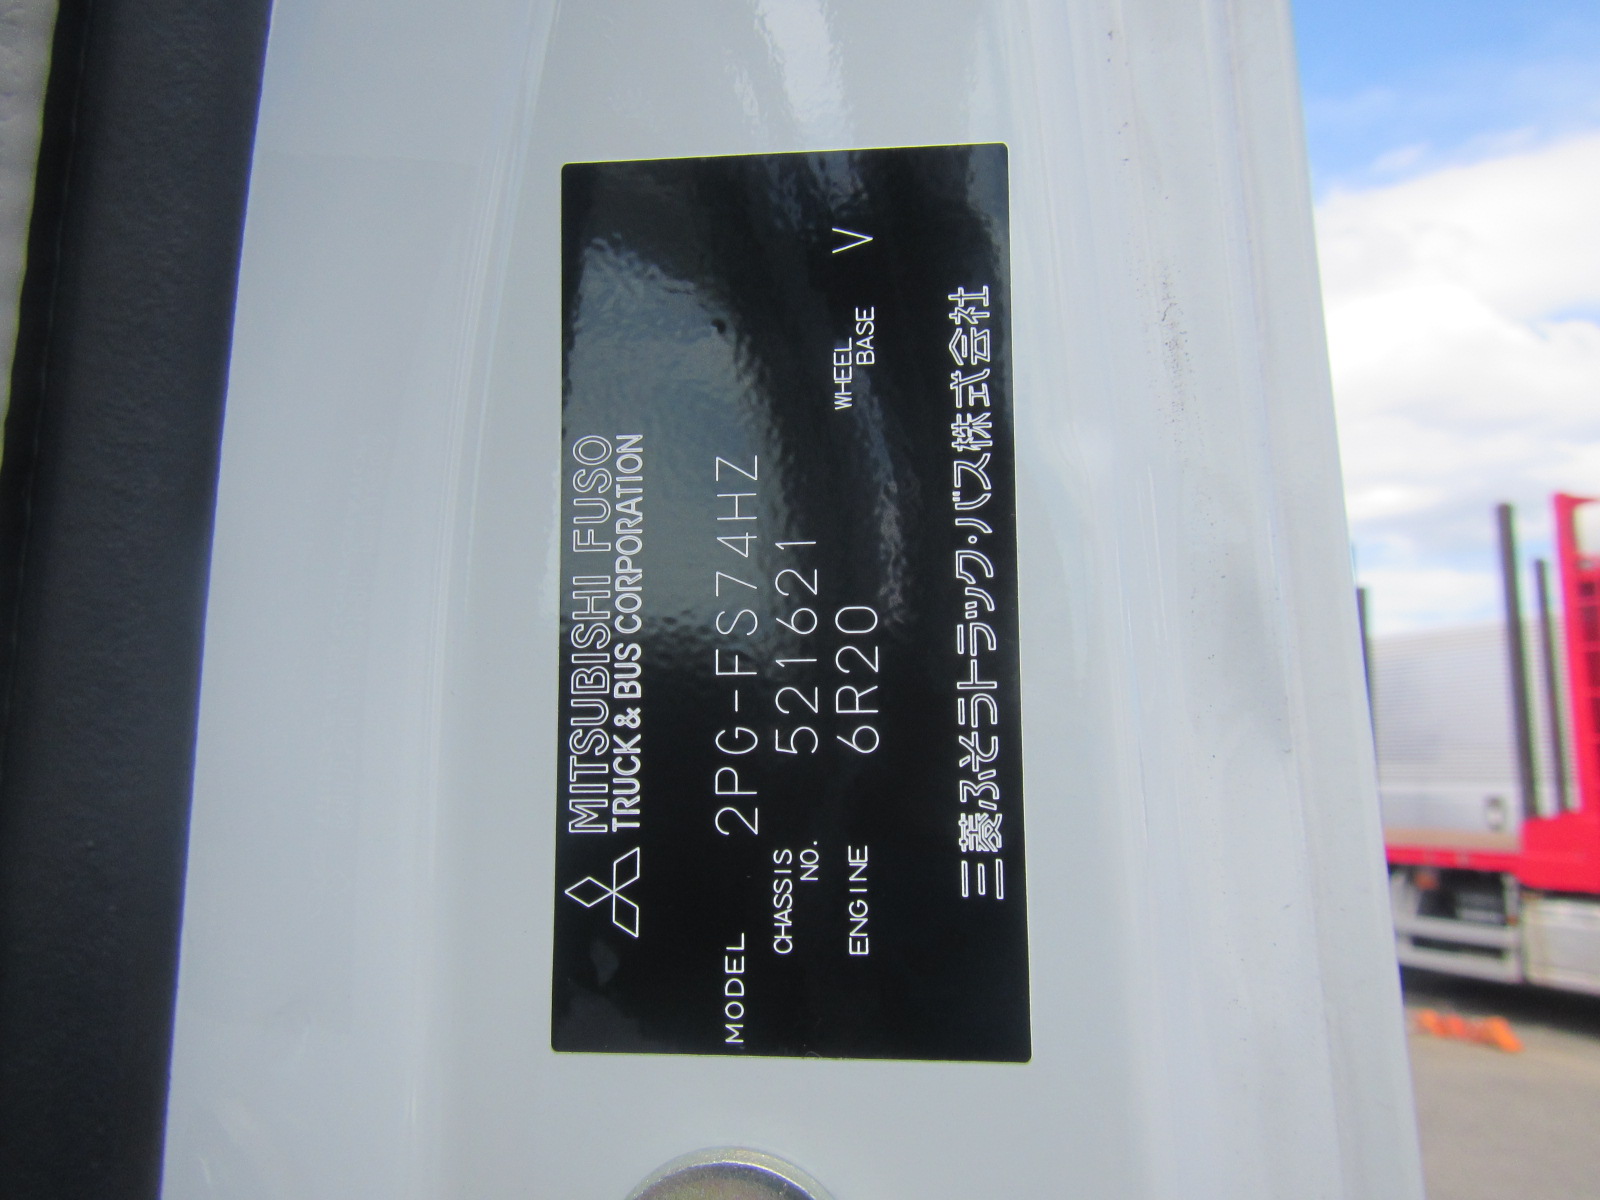 MITSUBISHI FUSO
TRUCK & BUS CORPORATION
MODEL 2PG-FS74HZ
CHASSIS NO. 521621
ENGINE 6R20 WHEEL BASE V
三菱ふそうトラック・バス株式会社